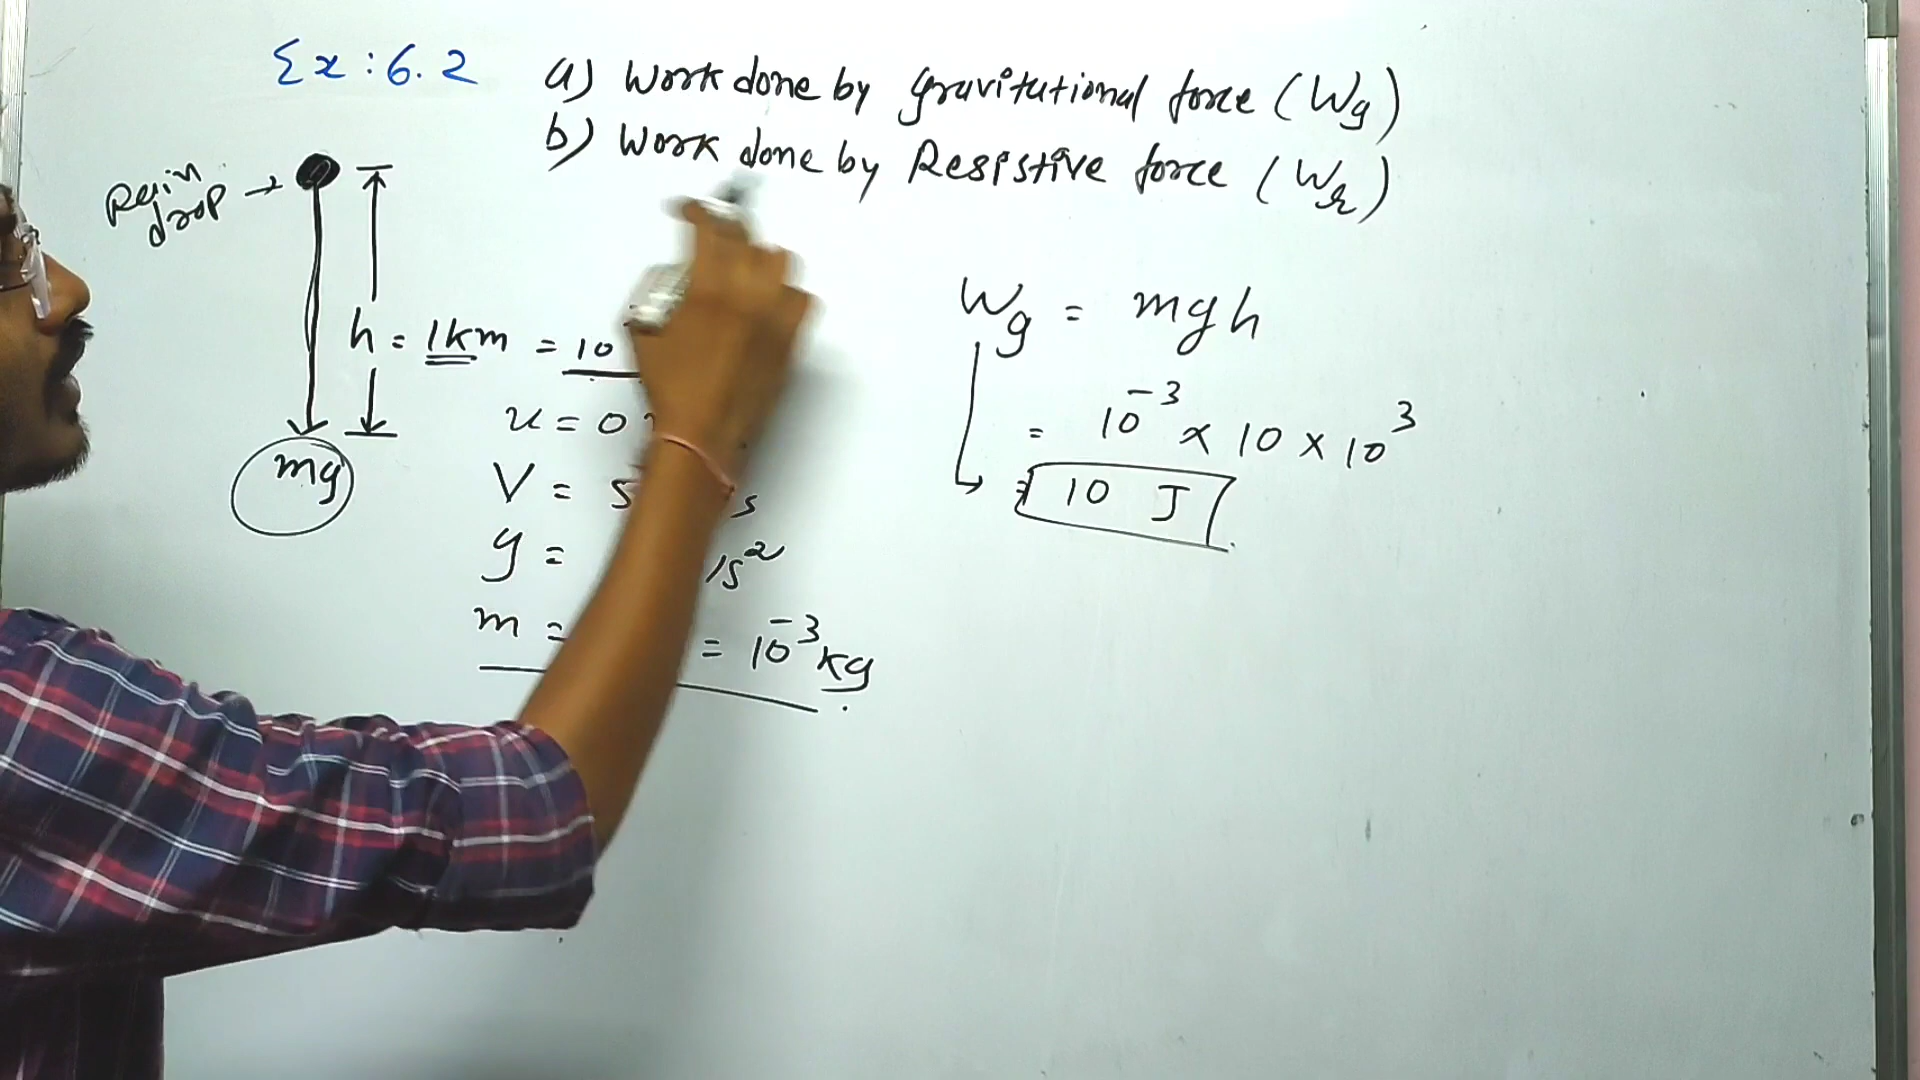 Ex : 6.2
a) Work done by gravitational force (Wg)
b) Work done by Resistive force (Wr)
Rain drop →
h = 1km = 10
u = 0
V = 5 s
g = /s²
m = = 10⁻³ kg
mg
Wg = mgh
= 10⁻³ × 10 × 10³
= 10 J